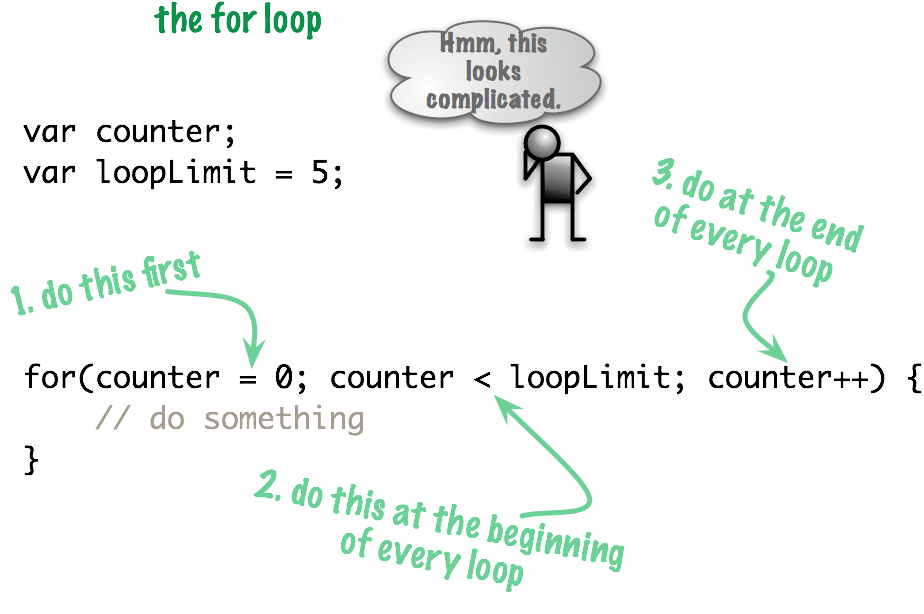 the for loop
Hmm, this
looks
complicated.
var counter;
var loopLimit = 5;
3. do at the end
of every loop
1. do this first
for(counter = 0; counter < loopLimit; counter++) {
// do something
}
2. do this at the beginning
of every loop